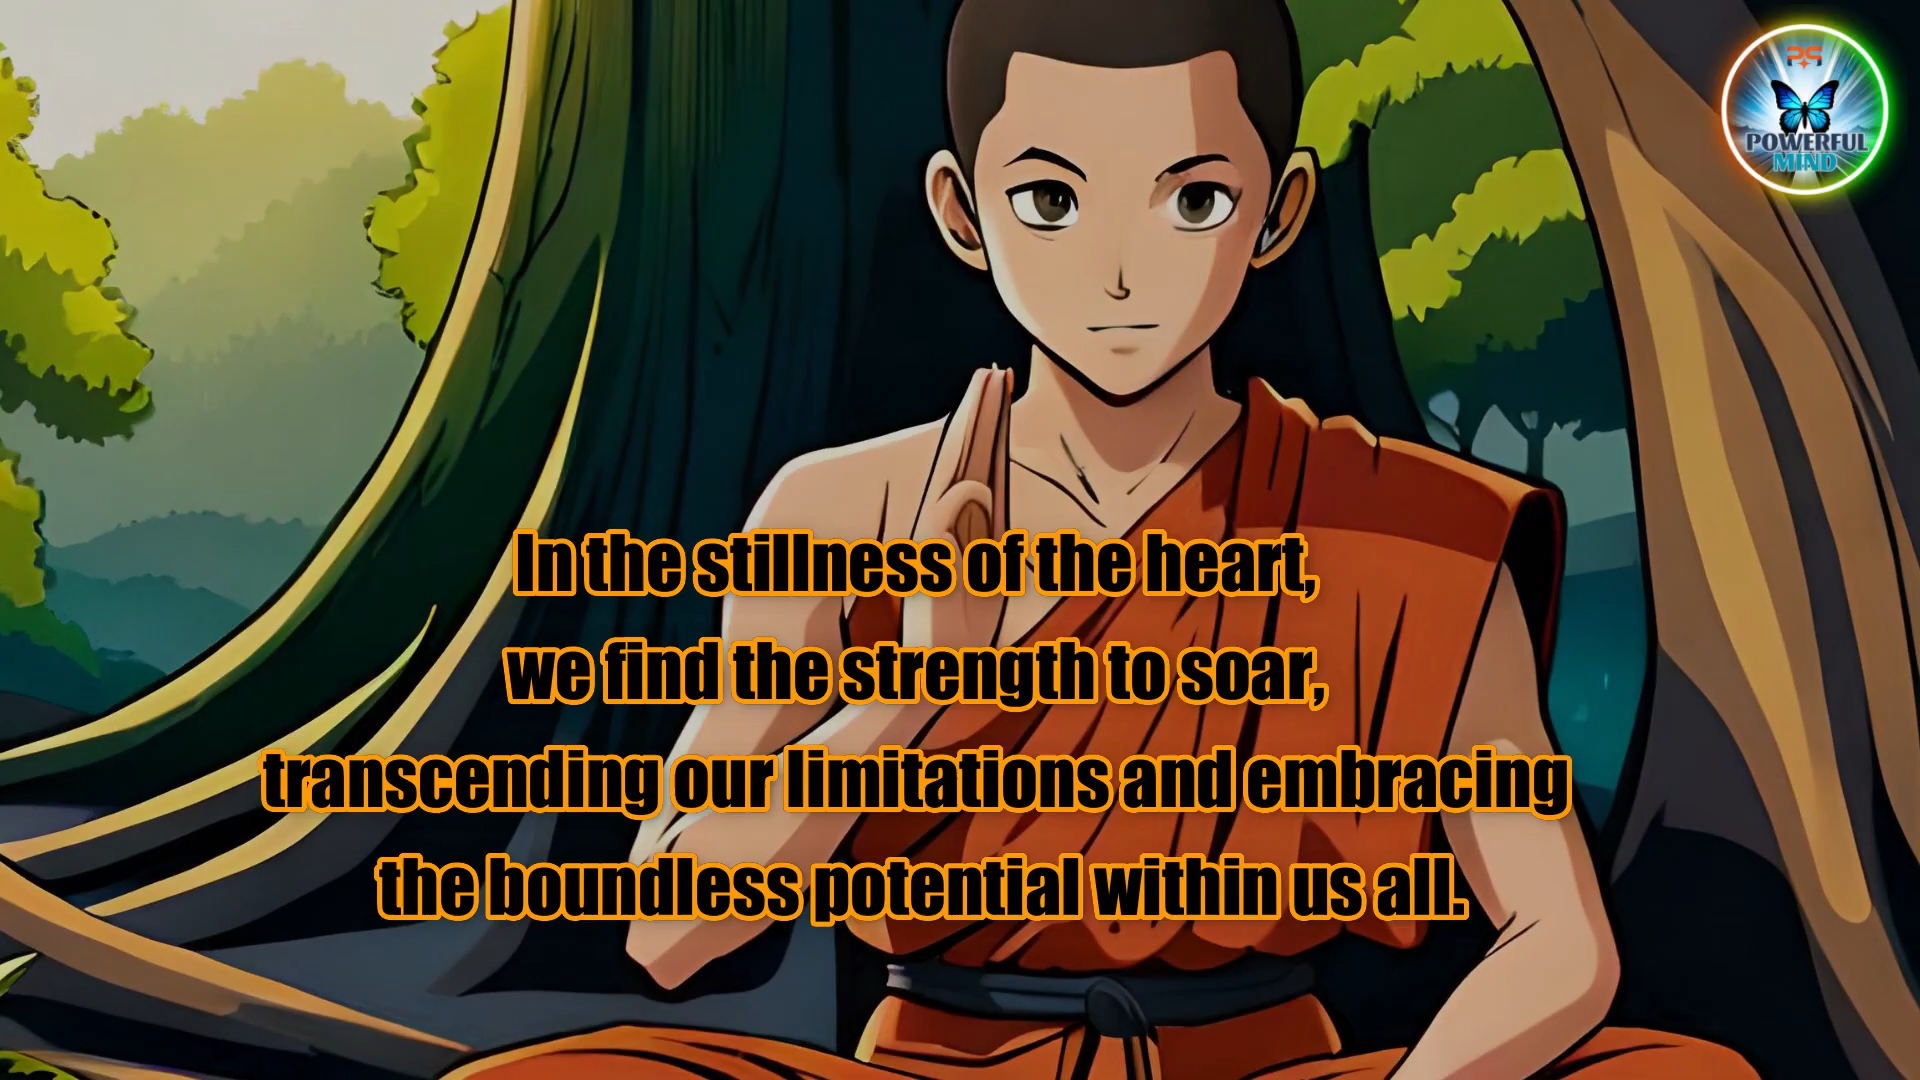 POWERFUL
MIND
In the stillness of the heart,
we find the strength to soar,
transcending our limitations and embracing
the boundless potential within us all.